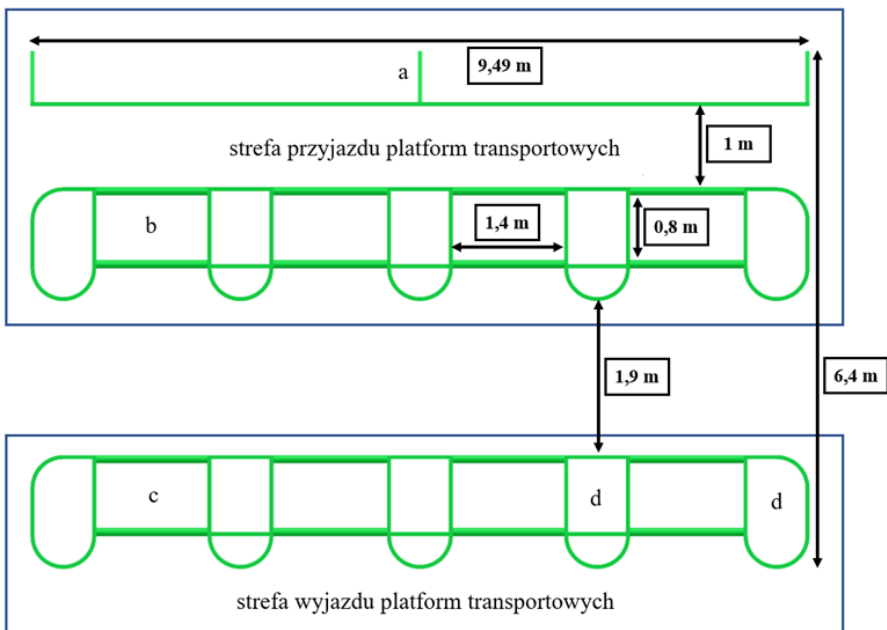 9,49 m
a
strefa przyjazdu platform transportowych
1 m
b
1,4 m
0,8 m
1,9 m
6,4 m
c
d
d
strefa wyjazdu platform transportowych